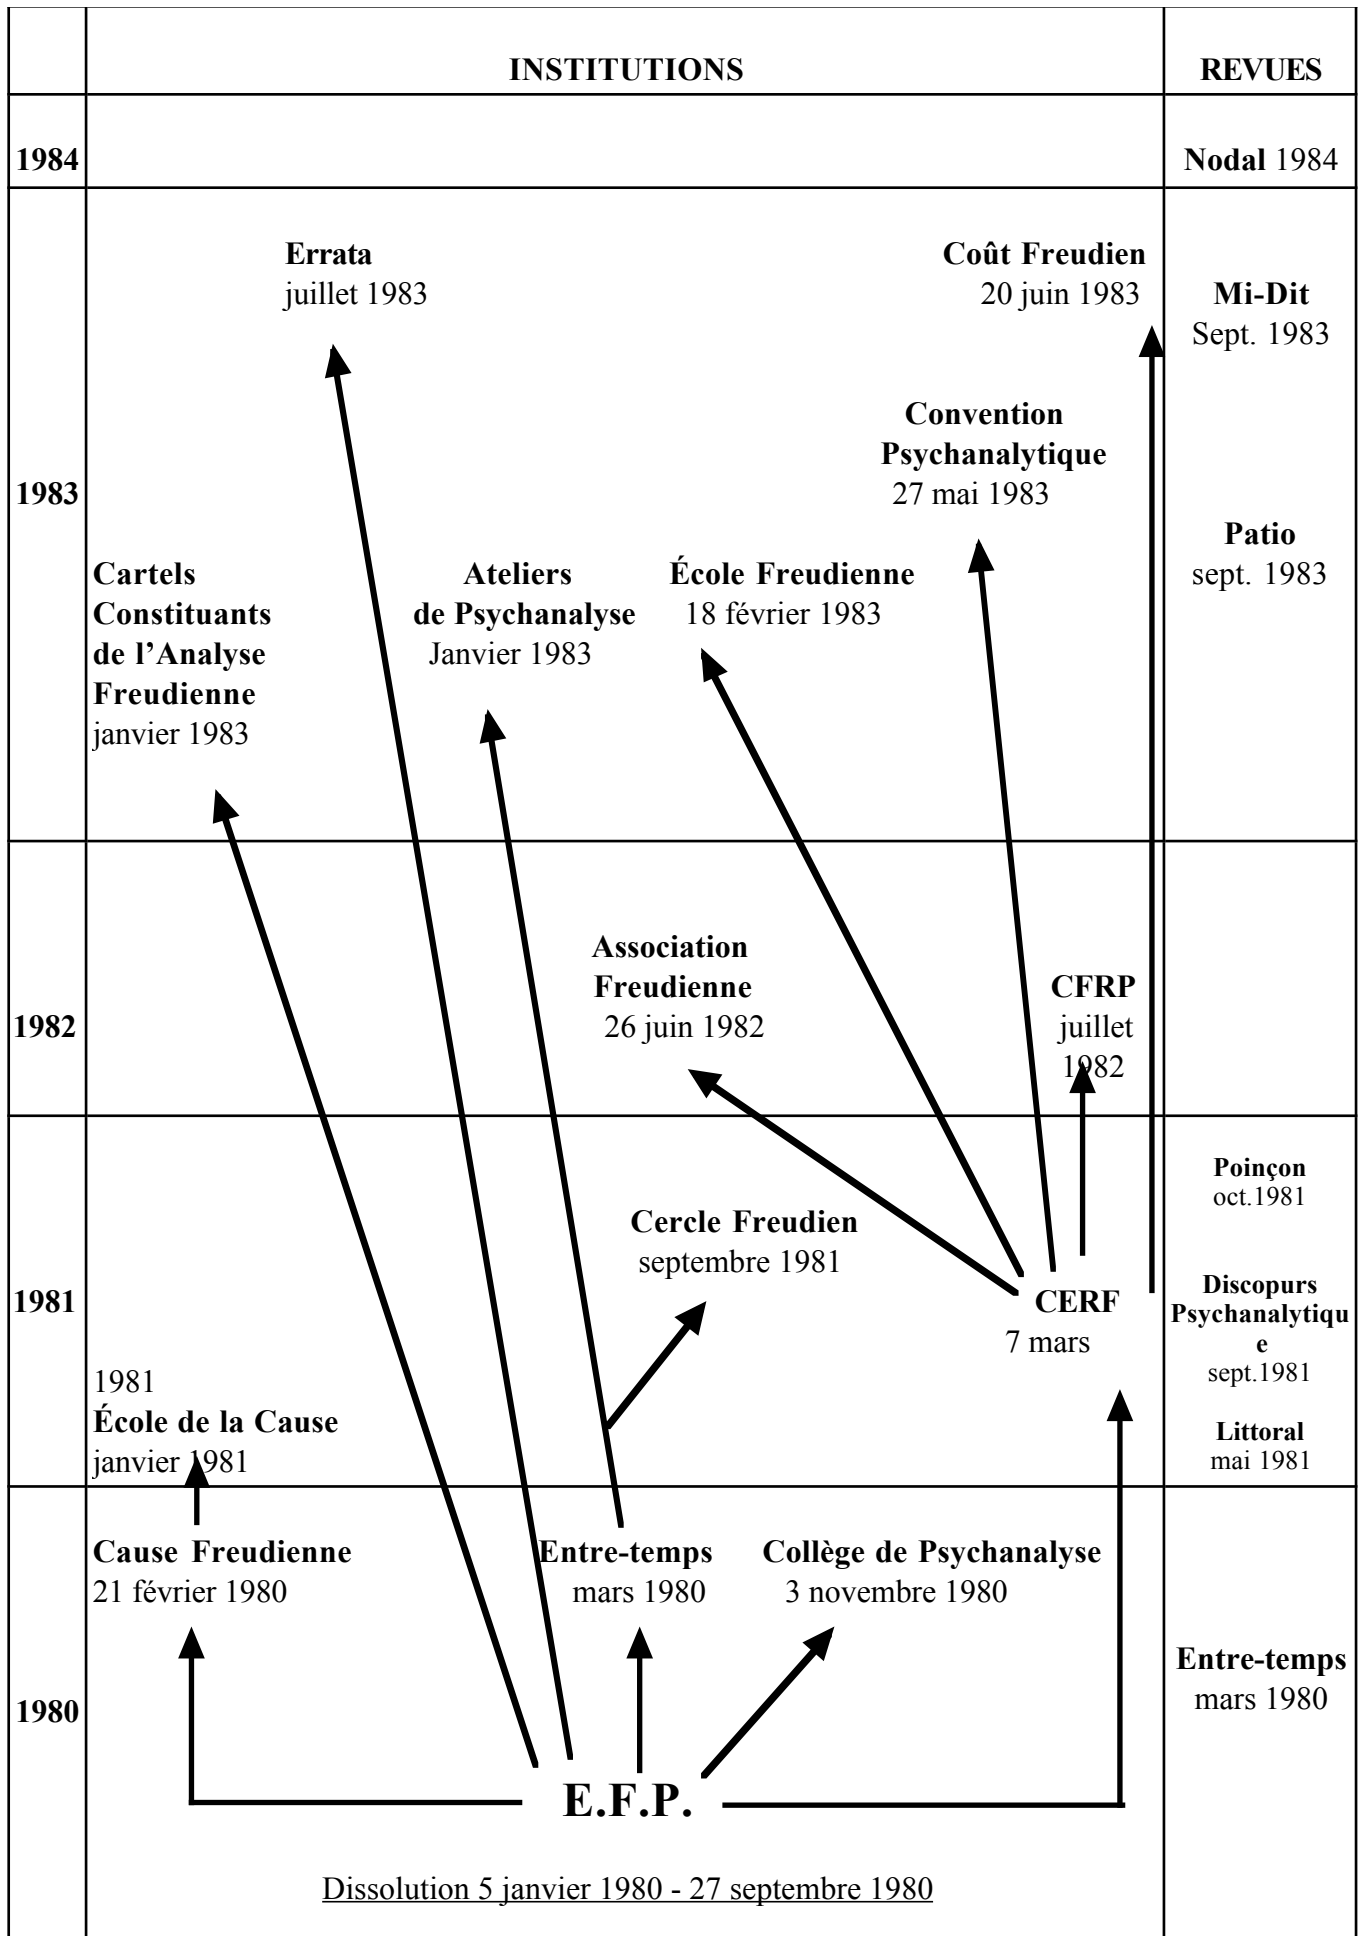 INSTITUTIONS
REVUES
1984
Nodal 1984
1983
Errata
juillet 1983
Coût Freudien
20 juin 1983
Convention
Psychanalytique
27 mai 1983
Cartels
Constituants
de l’Analyse
Freudienne
janvier 1983
Ateliers
de Psychanalyse
Janvier 1983
École Freudienne
18 février 1983
Mi-Dit
Sept. 1983
Patio
sept. 1983
1982
Association
Freudienne
26 juin 1982
CFRP
juillet
1982
1981
Cercle Freudien
septembre 1981
CERF
7 mars
1981
École de la Cause
janvier 1981
Poinçon
oct.1981
Discopurs
Psychanalytiqu
e
sept.1981
Littoral
mai 1981
1980
Cause Freudienne
21 février 1980
Entre-temps
mars 1980
Collège de Psychanalyse
3 novembre 1980
E.F.P.
Dissolution 5 janvier 1980 - 27 septembre 1980
Entre-temps
mars 1980